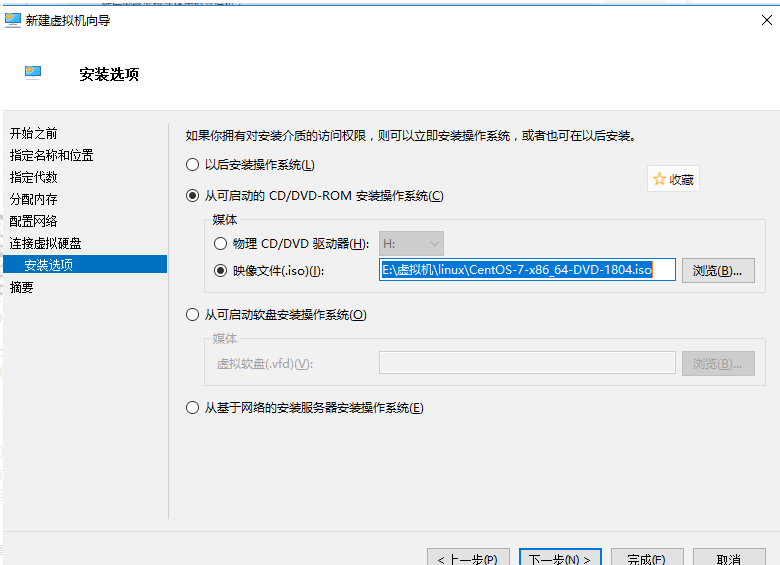 新建虚拟机向导
安装选项
开始之前
指定名称和位置
指定代数
分配内存
配置网络
连接虚拟硬盘
安装选项
摘要
如果你拥有对安装介质的访问权限，则可以立即安装操作系统，或者也可在以后安装。
以后安装操作系统(L)
收藏
从可启动的 CD/DVD-ROM 安装操作系统(C)
媒体
物理 CD/DVD 驱动器(H): H:
映像文件(.iso)(I): E:\虚拟机\linux\CentOS-7-x86_64-DVD-1804.iso 浏览(B)...
从可启动软盘安装操作系统(O)
媒体
虚拟软盘(.vfd)(V): 浏览(B)...
从基于网络的安装服务器安装操作系统(E)
< 上一步(P) 下一步(N) > 完成(F) 取消